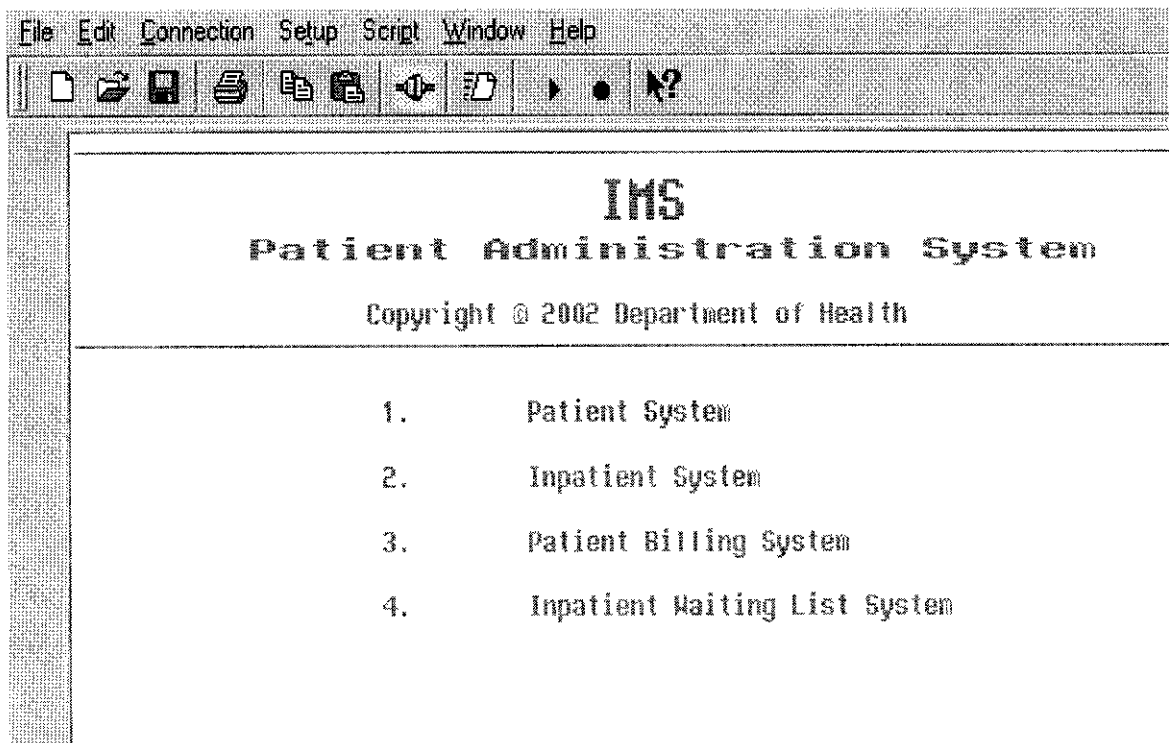 File Edit Connection Setup Script Window Help
IMS
Patient Administration System
Copyright © 2002 Department of Health
1. Patient System
2. Inpatient System
3. Patient Billing System
4. Inpatient Waiting List System